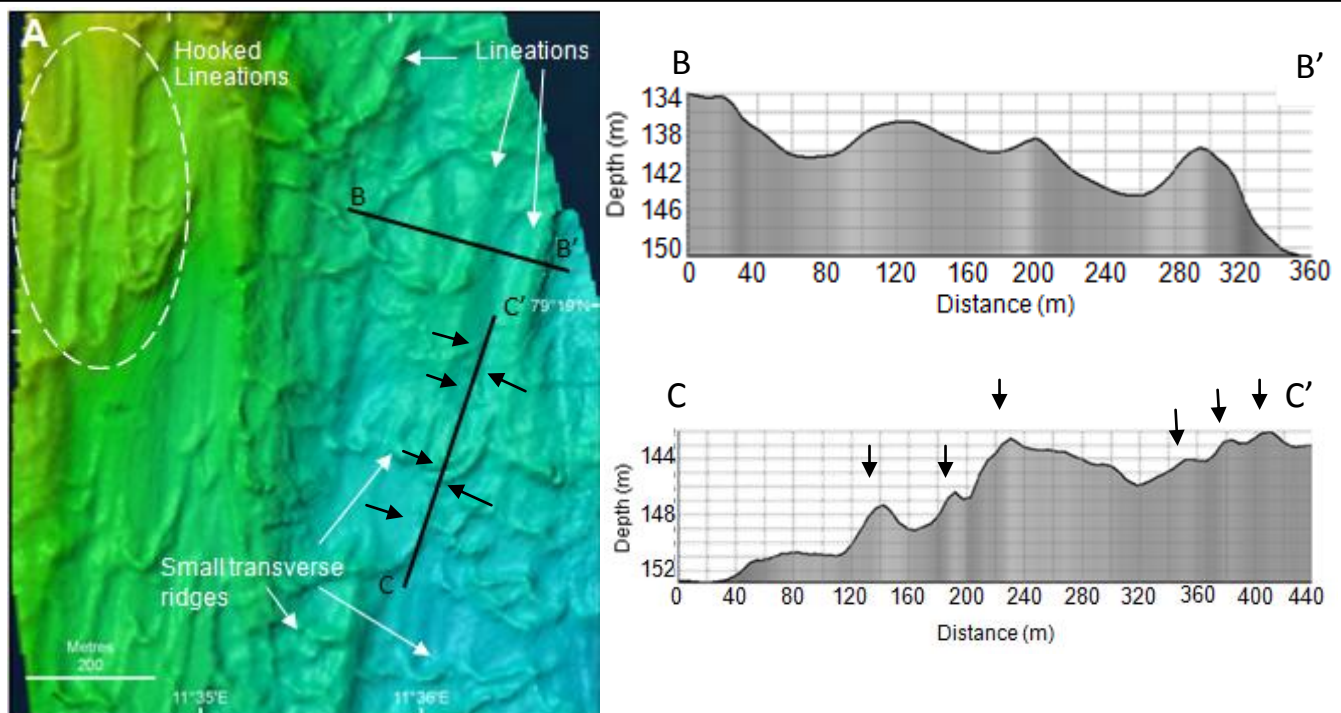 A
Hooked
Lineations
Lineations
B
B'
C'
79°19'N
C
Small transverse
ridges
Metres
200
11°35'E
11°36'E
B
B'
134
138
142
146
150
Depth (m)
0 40 80 120 160 200 240 260 320 360
Distance (m)
C
C'
144
148
152
Depth (m)
0 40 80 120 160 200 240 280 320 360 400 440
Distance (m)